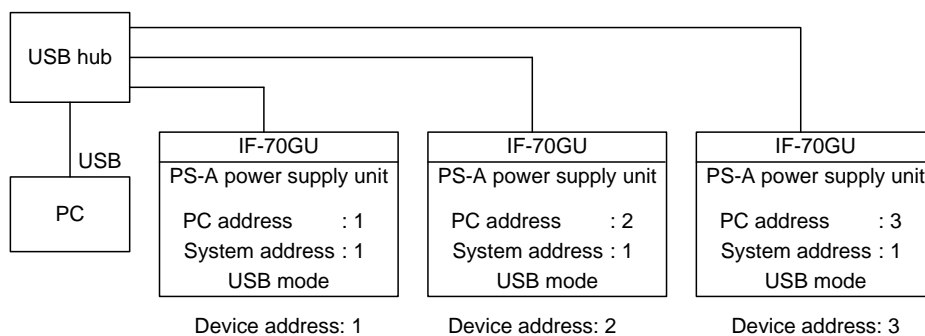 USB hub
USB
PC
IF-70GU
PS-A power supply unit
PC address : 1
System address : 1
USB mode
Device address: 1
IF-70GU
PS-A power supply unit
PC address : 2
System address : 1
USB mode
Device address: 2
IF-70GU
PS-A power supply unit
PC address : 3
System address : 1
USB mode
Device address: 3